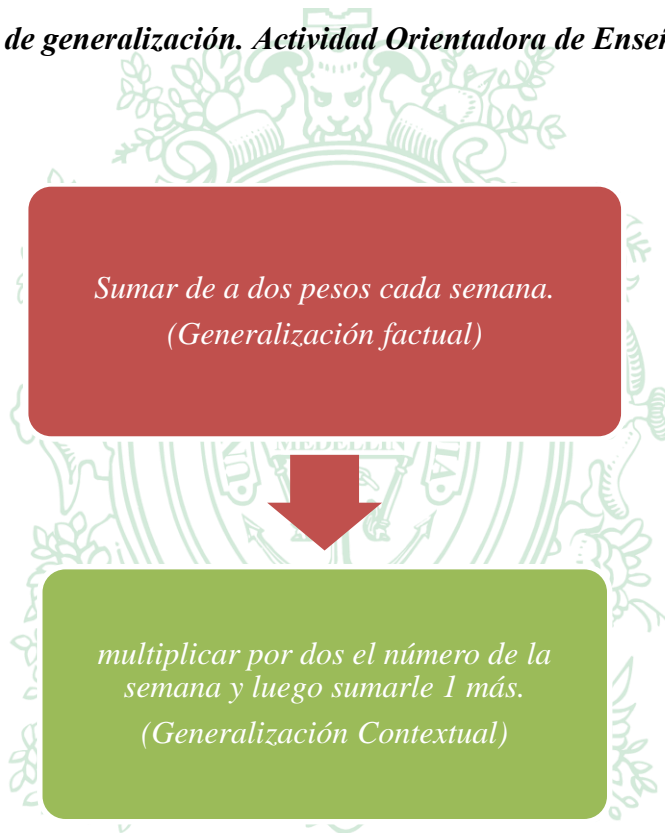 de generalización. Actividad Orientadora de
Sumar de a dos pesos cada semana.
(Generalización factual)
MEDELLIN
multiplicar por dos el número de la
semana y luego sumarle 1 más.
(Generalización Contextual)